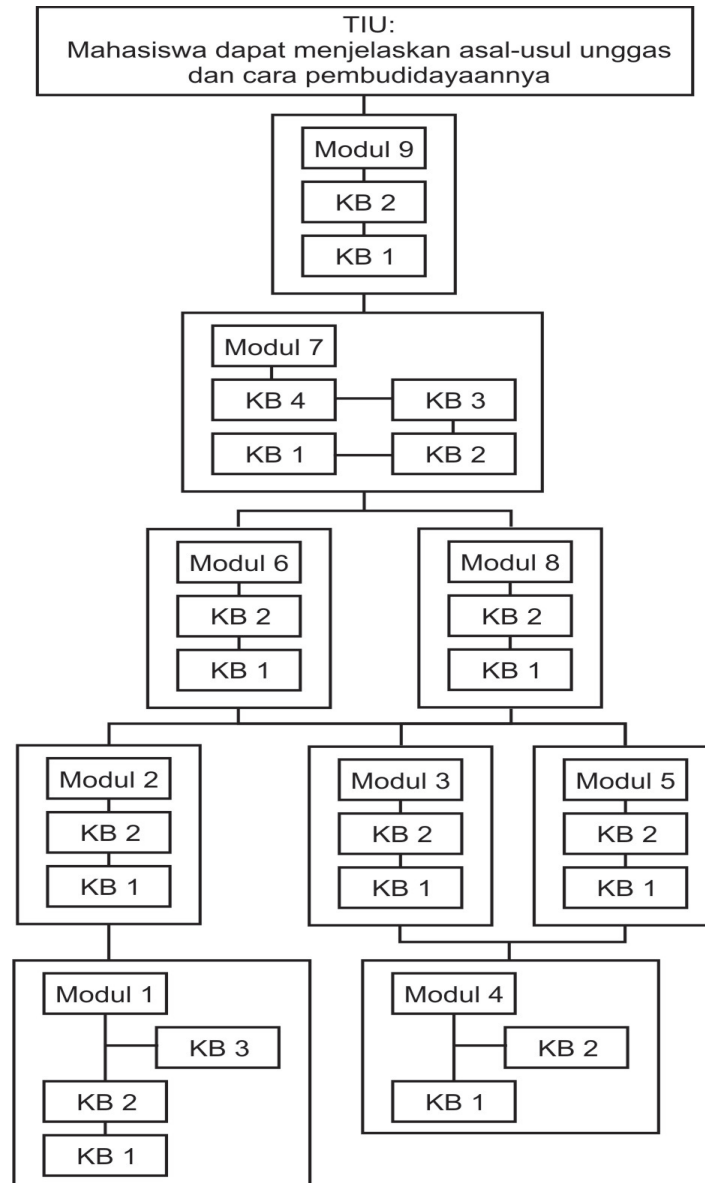 TIU:
Mahasiswa dapat menjelaskan asal-usul unggas
dan cara pembudidayaannya
Modul 9
KB 2
KB 1
Modul 7
KB 4
KB 3
KB 1
KB 2
Modul 6
KB 2
KB 1
Modul 8
KB 2
KB 1
Modul 2
KB 2
KB 1
Modul 3
KB 2
KB 1
Modul 5
KB 2
KB 1
Modul 1
KB 3
KB 2
KB 1
Modul 4
KB 2
KB 1